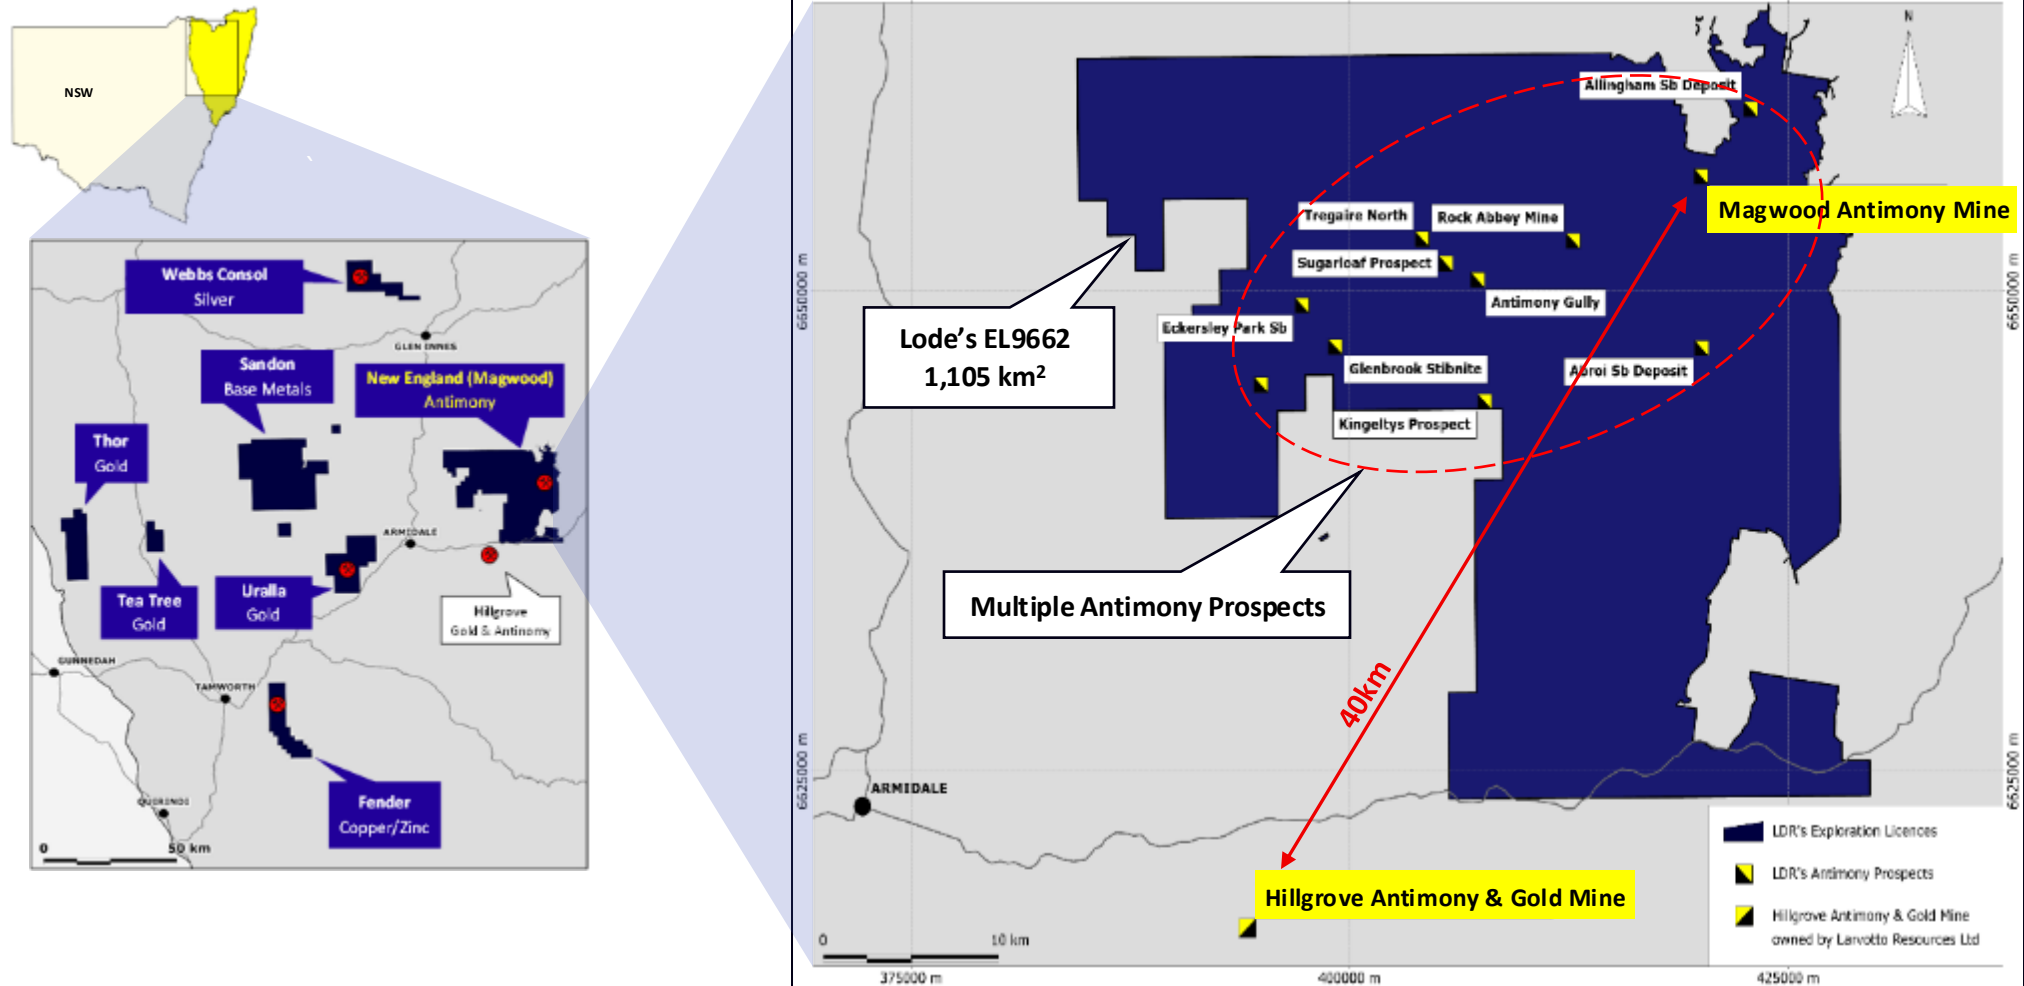 NSW
Webbs Consol
Silver
GLEN INNES
Sandon
Base Metals
New England (Magwood)
Antimony
Thor
Gold
ARMIDALE
Tea Tree
Gold
Uralla
Gold
Hillgrove
Gold & Antinomy
GUNNEDAH
TAMWORTH
QUIRINDI
Fender
Copper/Zinc
0 50 km
N
Allingham Sb Deposit
Magwood Antimony Mine
Tregaire North
Rock Abbey Mine
Sugarloaf Prospect
Antimony Gully
Eckersley Park Sb
Glenbrook Stibnite
Abroi Sb Deposit
Kingeltys Prospect
Lode's EL9662
1,105 km²
Multiple Antimony Prospects
40km
6650000 m
6650000 m
6625000 m
6625000 m
ARMIDALE
Hillgrove Antimony & Gold Mine
LDR's Exploration Licences
LDR's Antimony Prospects
Hillgrove Antimony & Gold Mine
owned by Larvotto Resources Ltd
0 10 km
375000 m
400000 m
425000 m